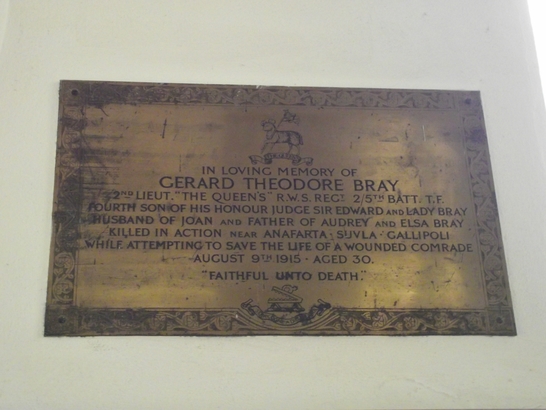 IN LOVING MEMORY OF
GERARD THEODORE BRAY
2ND LIEUT. "THE QUEEN'S" R.W.S. REGT 2/5TH BATT. T.F.
FOURTH SON OF HIS HONOUR JUDGE SIR EDWARD AND LADY BRAY
HUSBAND OF JOAN AND FATHER OF AUDREY AND ELSA BRAY
KILLED IN ACTION NEAR ANAFARTA · SUVLA · GALLIPOLI
WHILE ATTEMPTING TO SAVE THE LIFE OF A WOUNDED COMRADE
AUGUST 9TH 1915 · AGED 30.
"FAITHFUL UNTO DEATH."